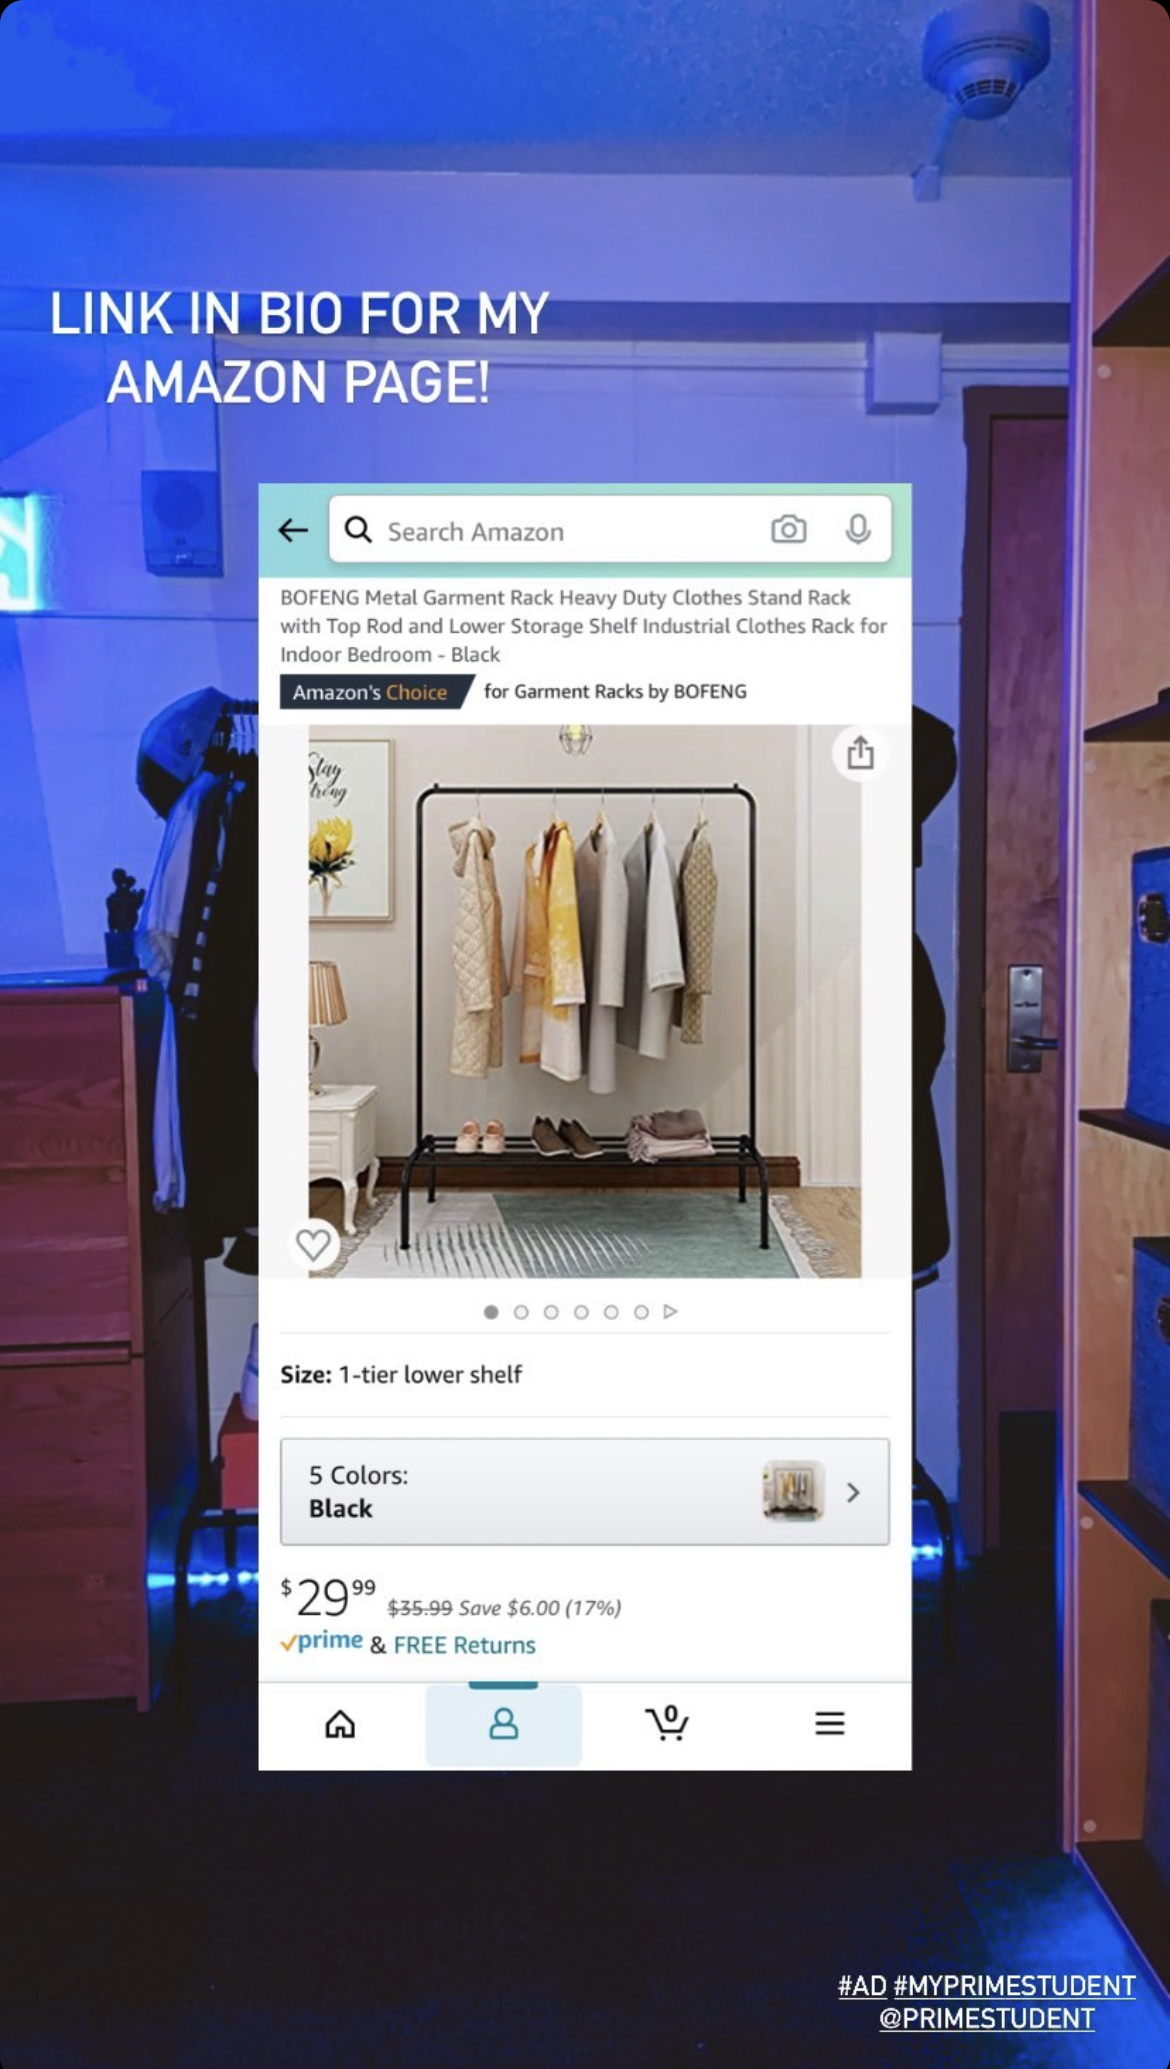 LINK IN BIO FOR MY
AMAZON PAGE!
Search Amazon
BOFENG Metal Garment Rack Heavy Duty Clothes Stand Rack
with Top Rod and Lower Storage Shelf Industrial Clothes Rack for
Indoor Bedroom - Black
Amazon's Choice for Garment Racks by BOFENG
Stay
Strong
Size: 1-tier lower shelf
5 Colors:
Black
$29.99 $35.99 Save $6.00 (17%)
prime & FREE Returns
0
#AD #MYPRIMESTUDENT
@PRIMESTUDENT